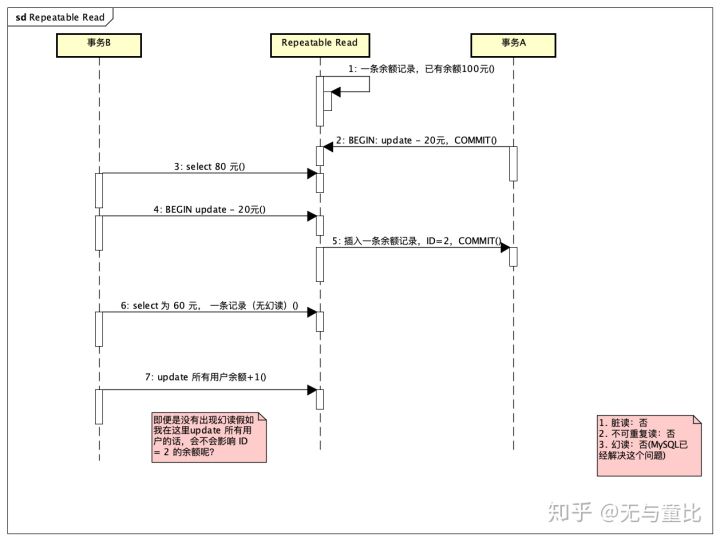 sd Repeatable Read
事务B
Repeatable Read
事务A
1: 一条余额记录，已有余额100元()
2: BEGIN: update - 20元，COMMIT()
3: select 80 元()
4: BEGIN update - 20元()
5: 插入一条余额记录，ID=2，COMMIT()
6: select 为 60 元， 一条记录（无幻读）()
7: update 所有用户余额+1()
即便是没有出现幻读假如
我在这里update 所有用
户的话，会不会影响 ID
= 2 的余额呢?
1. 脏读：否
2. 不可重复读：否
3. 幻读：否(MySQL已
经解决这个问题)
知乎 @无与童比